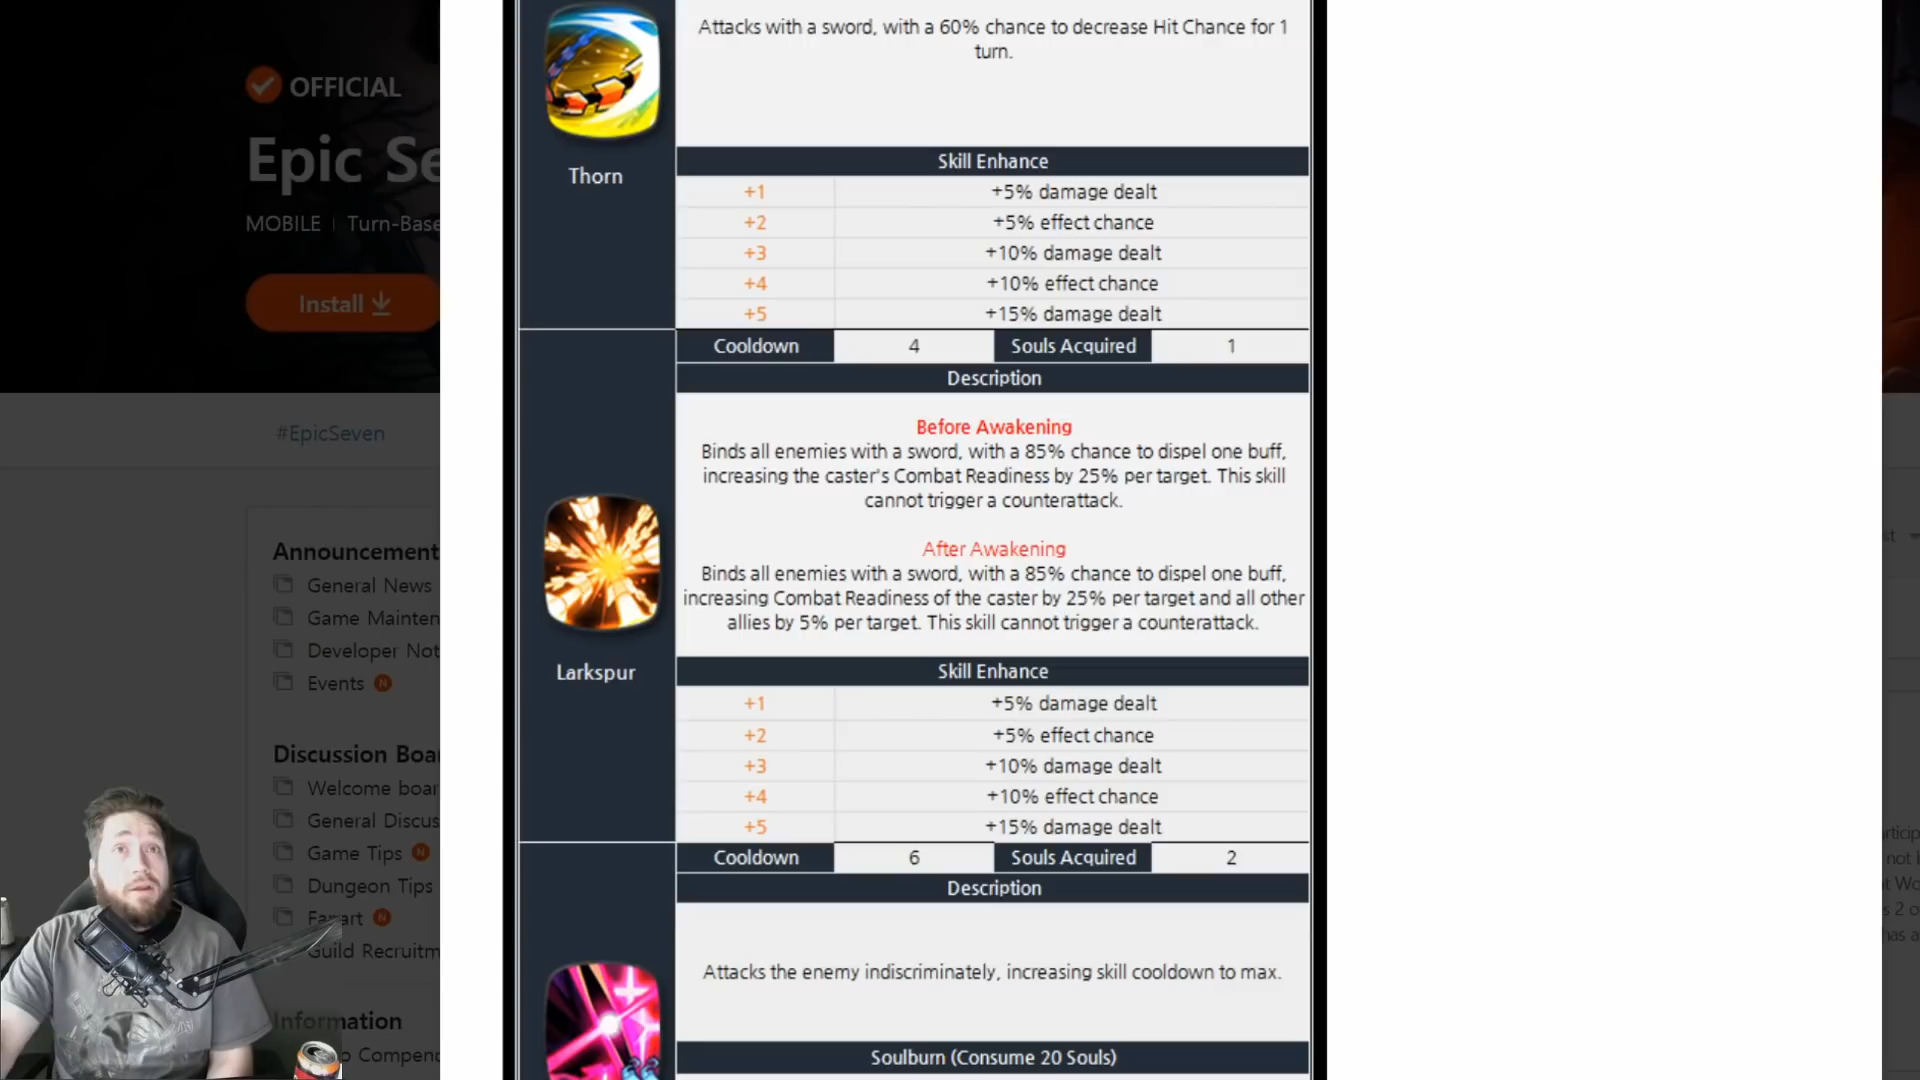 OFFICIAL
Epic Se
MOBILE | Turn-Base
Install
#EpicSeven
Announcement
General News
Game Mainten
Developer Not
Events N
Discussion Boa
Welcome boar
General Discus
Game Tips N
Dungeon Tips
Fanart N
Guild Recruitm
Information
o Compend
Thorn
Attacks with a sword, with a 60% chance to decrease Hit Chance for 1
turn.
Skill Enhance
+1 +5% damage dealt
+2 +5% effect chance
+3 +10% damage dealt
+4 +10% effect chance
+5 +15% damage dealt
Larkspur
Cooldown 4 Souls Acquired 1
Description
Before Awakening
Binds all enemies with a sword, with a 85% chance to dispel one buff,
increasing the caster's Combat Readiness by 25% per target. This skill
cannot trigger a counterattack.
After Awakening
Binds all enemies with a sword, with a 85% chance to dispel one buff,
increasing Combat Readiness of the caster by 25% per target and all other
allies by 5% per target. This skill cannot trigger a counterattack.
Skill Enhance
+1 +5% damage dealt
+2 +5% effect chance
+3 +10% damage dealt
+4 +10% effect chance
+5 +15% damage dealt
Cooldown 6 Souls Acquired 2
Description
Attacks the enemy indiscriminately, increasing skill cooldown to max.
Soulburn (Consume 20 Souls)